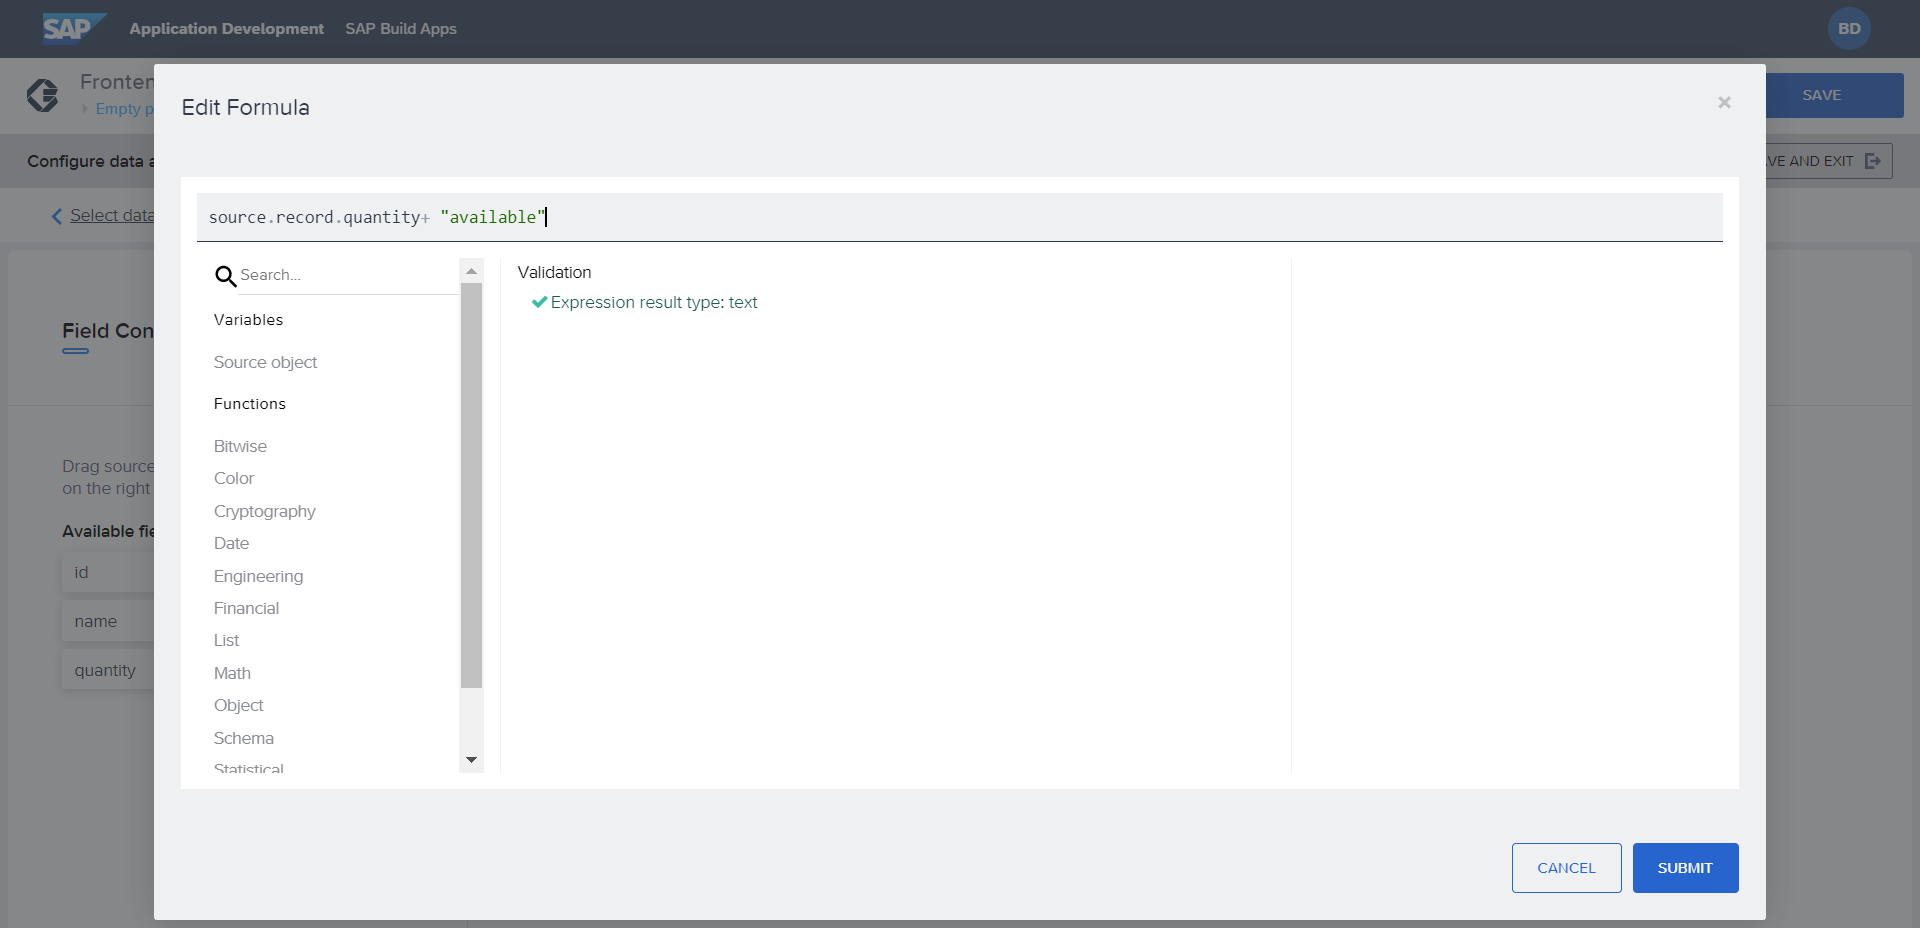 SAP Application Development SAP Build Apps BD
Fronten
Empty p
SAVE
Edit Formula
×
Configure data a
VE AND EXIT
Select data
source.record.quantity+ "available"
Search...
Variables
Source object
Functions
Bitwise
Color
Cryptography
Date
Engineering
Financial
List
Math
Object
Schema
Statistical
Validation
Expression result type: text
Field Con
Drag source
on the right
Available fie
id
name
quantity
CANCEL
SUBMIT